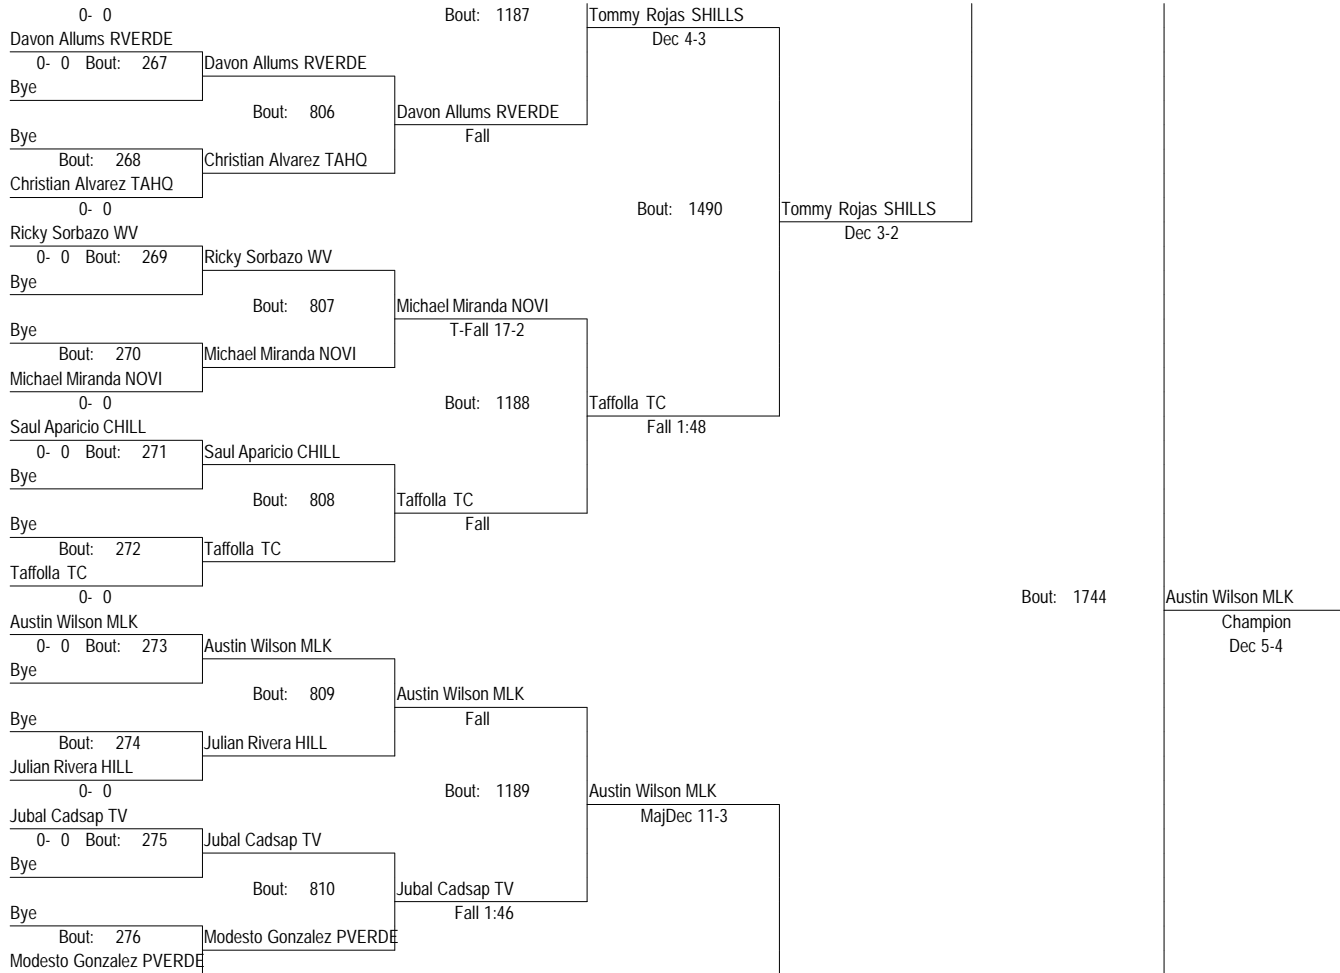 0- 0 Bout: 1187 Tommy Rojas SHILLS
Davon Allums RVERDE Dec 4-3
0- 0 Bout: 267 Davon Allums RVERDE
Bye
Bout: 806 Davon Allums RVERDE
Bye Fall
Bout: 268 Christian Alvarez TAHQ
Christian Alvarez TAHQ
0- 0 Bout: 1490 Tommy Rojas SHILLS
Ricky Sorbazo WV Dec 3-2
0- 0 Bout: 269 Ricky Sorbazo WV
Bye
Bout: 807 Michael Miranda NOVI
Bye T-Fall 17-2
Bout: 270 Michael Miranda NOVI
Michael Miranda NOVI
0- 0 Bout: 1188 Taffolla TC
Saul Aparicio CHILL Fall 1:48
0- 0 Bout: 271 Saul Aparicio CHILL
Bye
Bout: 808 Taffolla TC
Bye Fall
Bout: 272 Taffolla TC
Taffolla TC
0- 0 Bout: 1744 Austin Wilson MLK
Austin Wilson MLK Champion
0- 0 Bout: 273 Austin Wilson MLK Dec 5-4
Bye
Bout: 809 Austin Wilson MLK
Bye Fall
Bout: 274 Julian Rivera HILL
Julian Rivera HILL
0- 0 Bout: 1189 Austin Wilson MLK
Jubal Cadsap TV MajDec 11-3
0- 0 Bout: 275 Jubal Cadsap TV
Bye
Bout: 810 Jubal Cadsap TV
Bye Fall 1:46
Bout: 276 Modesto Gonzalez PVERDE
Modesto Gonzalez PVERDE